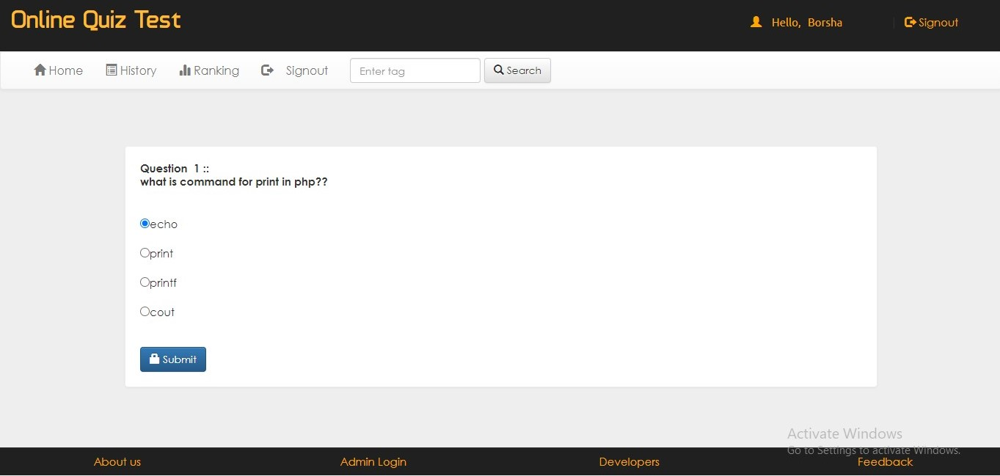 Online Quiz Test
Hello, Borsha
Signout
Home History Ranking Signout Enter tag Search
Question 1 ::
what is command for print in php??
echo
print
printf
cout
Submit
Activate Windows
Go to Settings to activate Windows.
About us Admin Login Developers Feedback